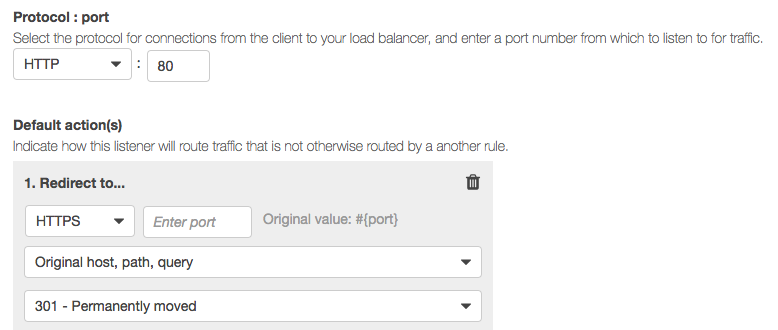 Protocol : port
Select the protocol for connections from the client to your load balancer, and enter a port number from which to listen to for traffic.
HTTP : 80
Default action(s)
Indicate how this listener will route traffic that is not otherwise routed by a another rule.
1. Redirect to...
HTTPS Enter port Original value: #{port}
Original host, path, query
301 - Permanently moved